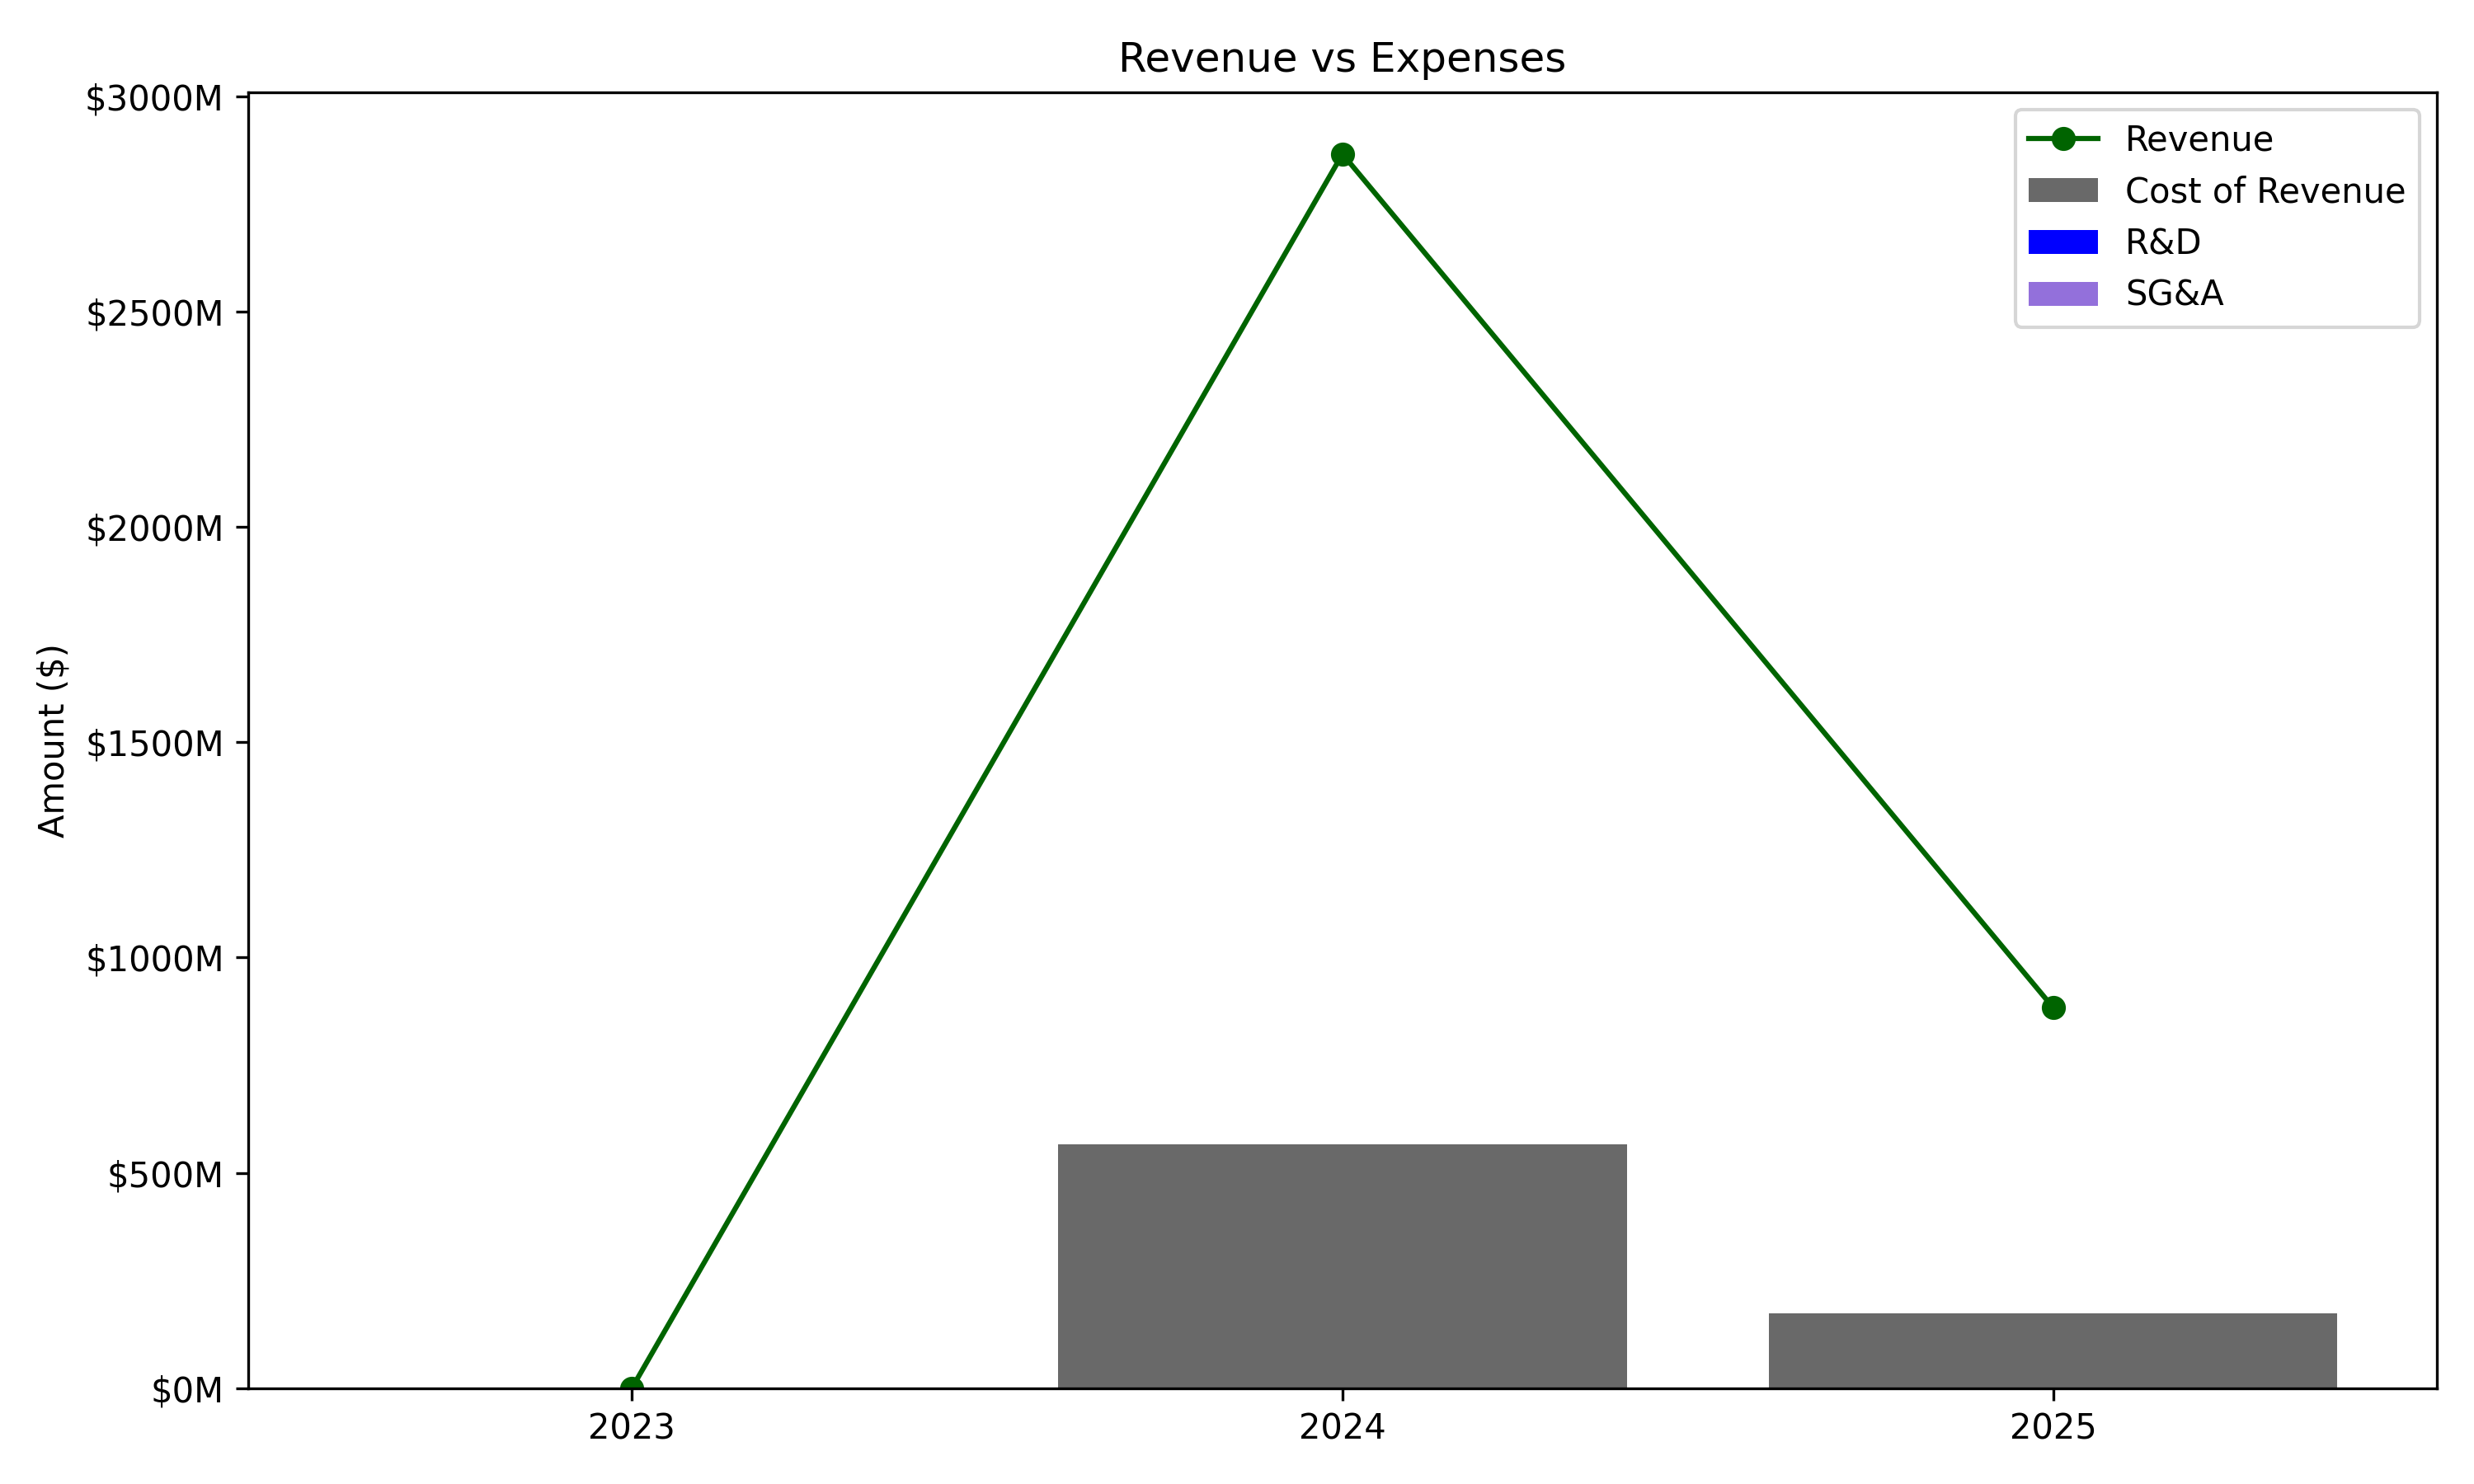 Revenue vs Expenses
$3000M
$2500M
$2000M
$1500M
$1000M
$500M
$0M
Amount ($)
Revenue
Cost of Revenue
R&D
SG&A
2023
2024
2025